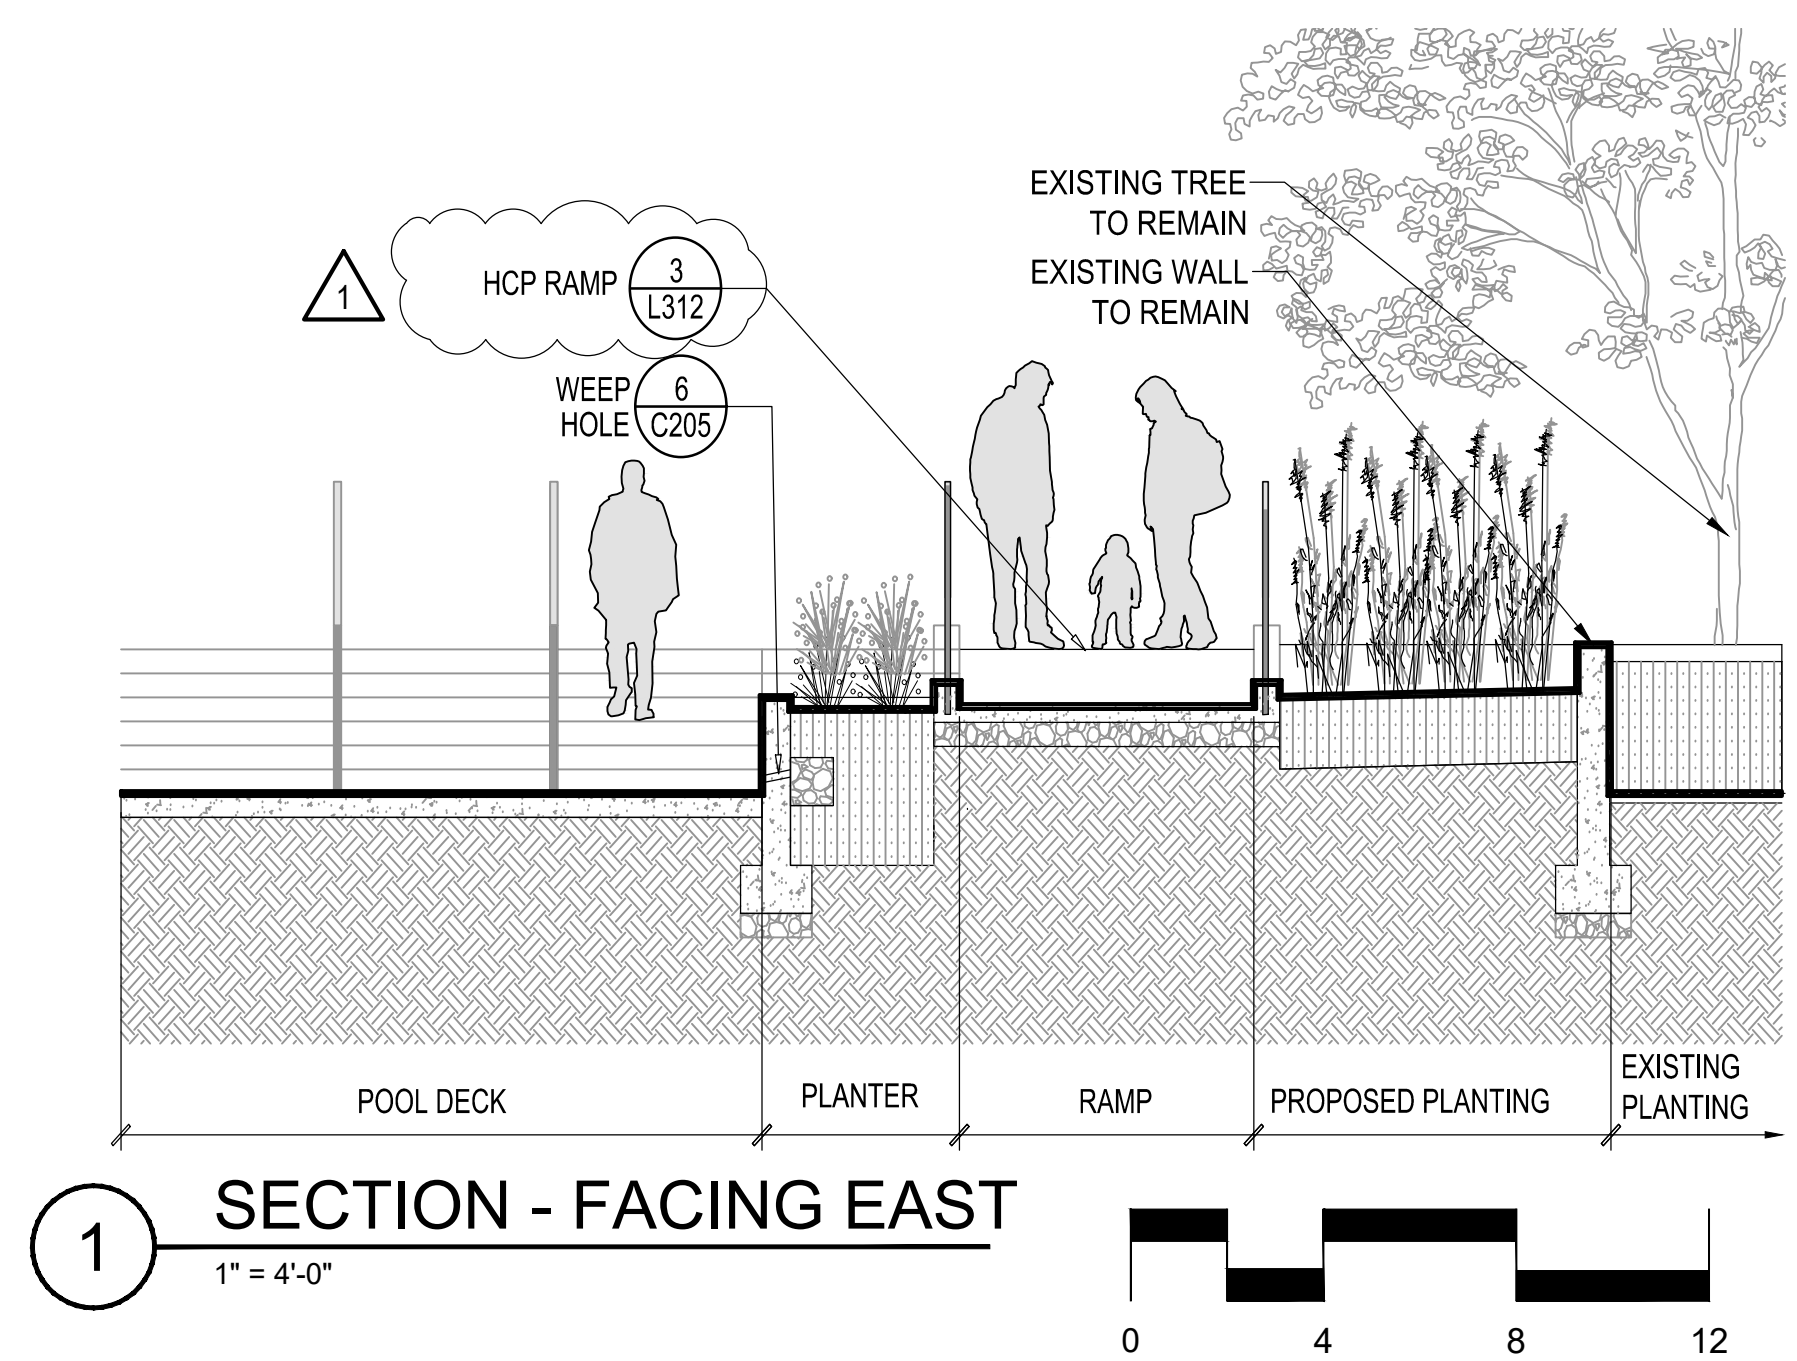 EXISTING TREE
TO REMAIN
EXISTING WALL
TO REMAIN
1
HCP RAMP
3
L312
WEEP
HOLE
6
C205
POOL DECK
PLANTER
RAMP
PROPOSED PLANTING
EXISTING
PLANTING
1
SECTION - FACING EAST
1" = 4'-0"
0 4 8 12